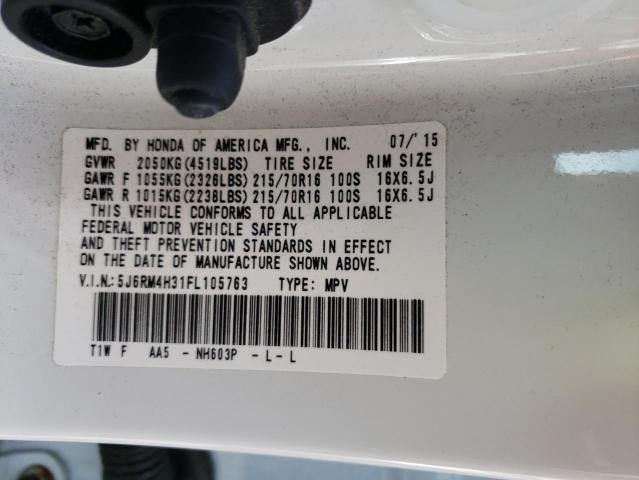 MFD. BY HONDA OF AMERICA MFG., INC. 07/'15
GVWR 2050KG(4519LBS) TIRE SIZE RIM SIZE
GAWR F 1055KG(2326LBS) 215/70R16 100S 16X6.5J
GAWR R 1015KG(2238LBS) 215/70R16 100S 16X6.5J
THIS VEHICLE CONFORMS TO ALL APPLICABLE
FEDERAL MOTOR VEHICLE SAFETY
AND THEFT PREVENTION STANDARDS IN EFFECT
ON THE DATE OF MANUFACTURE SHOWN ABOVE.
V.I.N.: 5J6RM4H31FL105763 TYPE: MPV
T1W F AA5 - NH603P - L - L